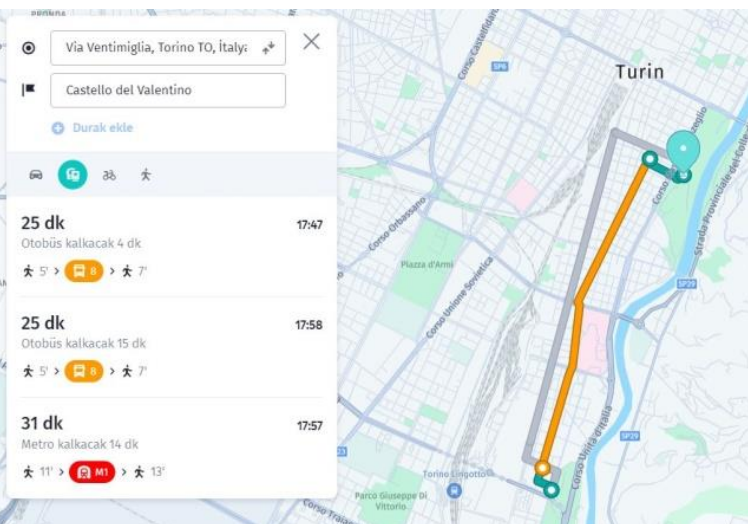 Via Ventimiglia, Torino TO, İtalya
Castello del Valentino
Durak ekle
25 dk
17:47
Otobüs kalkacak 4 dk
5' > 8 > 7'
25 dk
17:58
Otobüs kalkacak 15 dk
5' > 8 > 7'
31 dk
17:57
Metro kalkacak 14 dk
11' > M1 > 13'
Turin
Corso Castelfidardo
SP6
Corso Orbassano
Piazza d'Armi
Corso Unione Sovietica
Strada Provinciale del Colle
SP29
Corso Unità d'Italia
SP29
Torino Lingotto
Parco Giuseppe Di
Vittorio
Corso Traiano